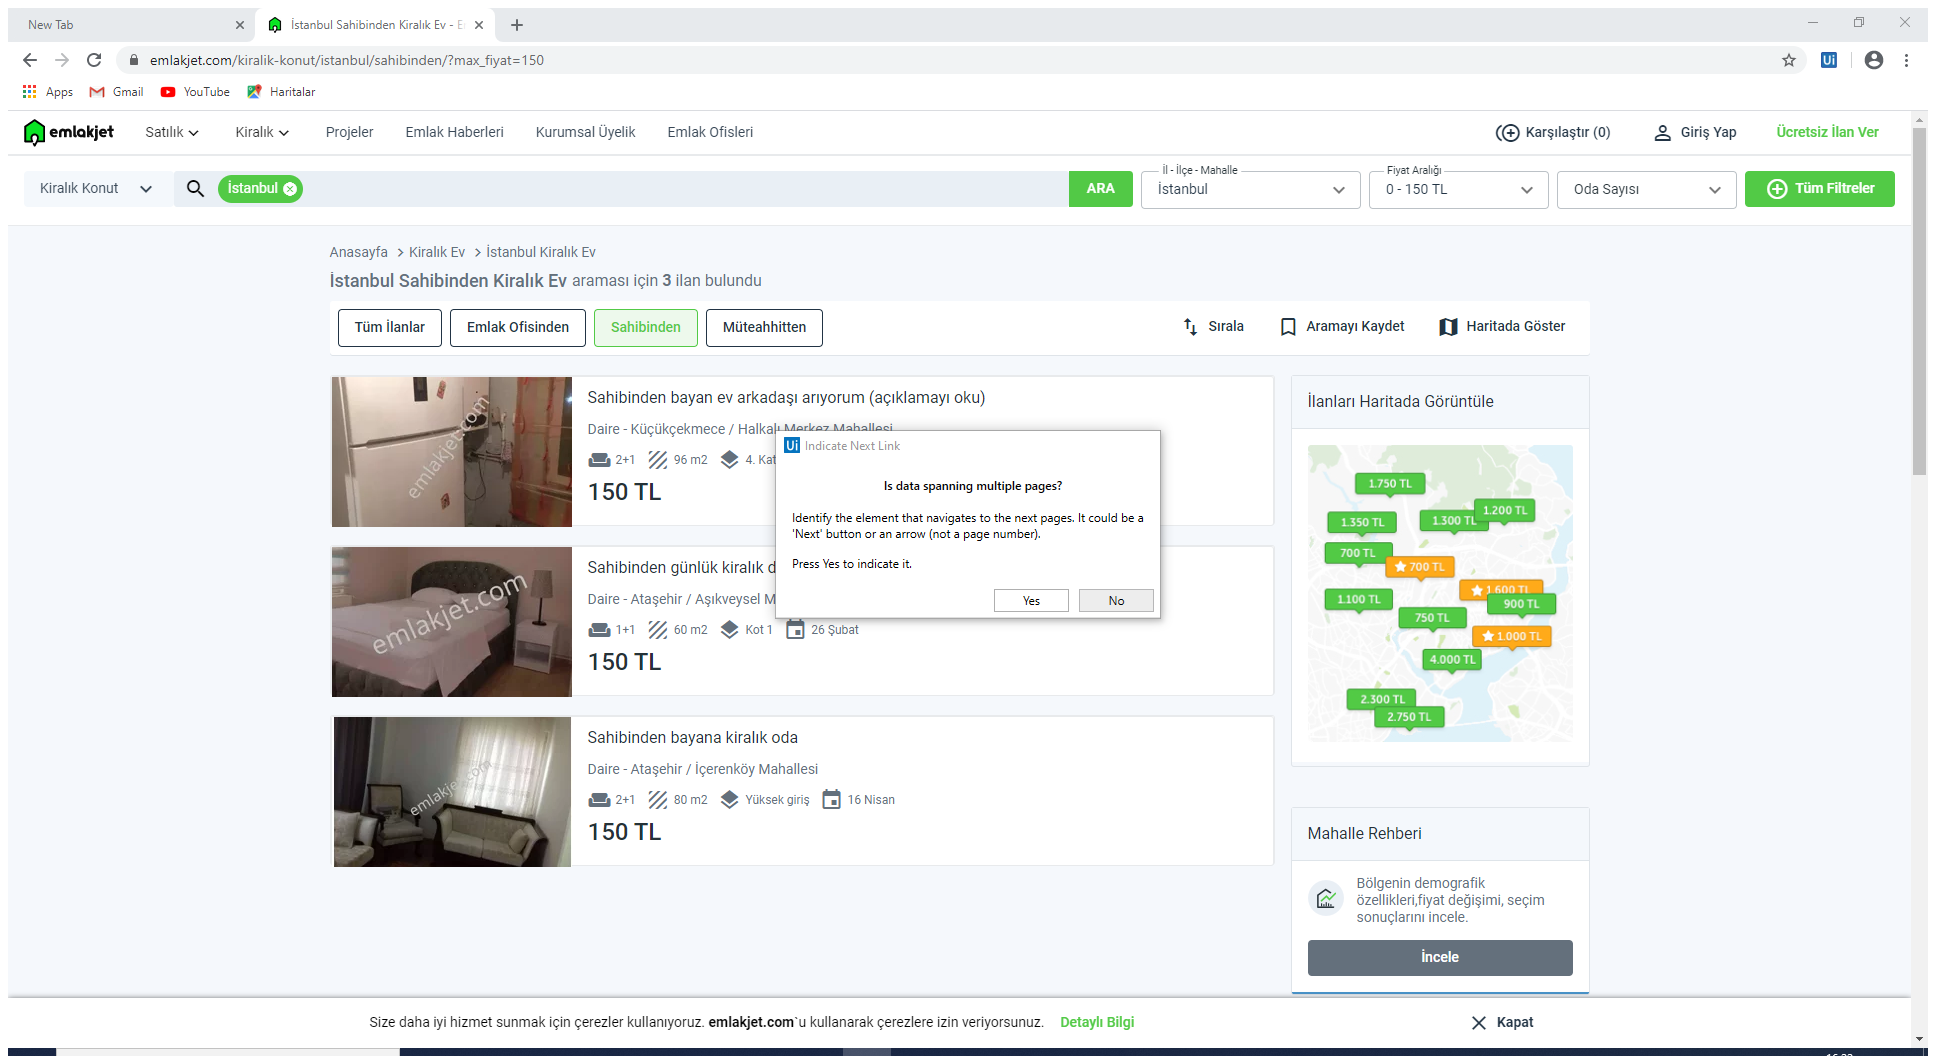 New Tab
İstanbul Sahibinden Kiralık Ev - E
emlakjet.com/kiralik-konut/istanbul/sahibinden/?max_fiyat=150
Ui
Apps
Gmail
YouTube
Haritalar
emlakjet
Satılık
Kiralık
Projeler
Emlak Haberleri
Kurumsal Üyelik
Emlak Ofisleri
Karşılaştır (0)
Giriş Yap
Ücretsiz İlan Ver
Kiralık Konut
İstanbul
ARA
İl - İlçe - Mahalle
İstanbul
Fiyat Aralığı
0 - 150 TL
Oda Sayısı
Tüm Filtreler
Anasayfa > Kiralık Ev > İstanbul Kiralık Ev
İstanbul Sahibinden Kiralık Ev araması için 3 ilan bulundu
Tüm İlanlar
Emlak Ofisinden
Sahibinden
Müteahhitten
Sırala
Aramayı Kaydet
Haritada Göster
emlakjet.com
Sahibinden bayan ev arkadaşı arıyorum (açıklamayı oku)
Daire - Küçükçekmece / Halkalı Merkez Mahallesi
2+1
96 m2
4. Kat
150 TL
Ui Indicate Next Link
Is data spanning multiple pages?
Identify the element that navigates to the next pages. It could be a
'Next' button or an arrow (not a page number).
Press Yes to indicate it.
Yes
No
emlakjet.com
Sahibinden günlük kiralık d
Daire - Ataşehir / Aşıkveysel M
1+1
60 m2
Kot 1
26 Şubat
150 TL
emlakjet.com
Sahibinden bayana kiralık oda
Daire - Ataşehir / İçerenköy Mahallesi
2+1
80 m2
Yüksek giriş
16 Nisan
150 TL
İlanları Haritada Görüntüle
1.750 TL
1.200 TL
1.350 TL
1.300 TL
700 TL
700 TL
1.600 TL
1.100 TL
900 TL
750 TL
1.000 TL
4.000 TL
2.300 TL
2.750 TL
Mahalle Rehberi
Bölgenin demografik
özellikleri,fiyat değişimi, seçim
sonuçlarını incele.
İncele
Size daha iyi hizmet sunmak için çerezler kullanıyoruz. emlakjet.com`u kullanarak çerezlere izin veriyorsunuz. Detaylı Bilgi
Kapat